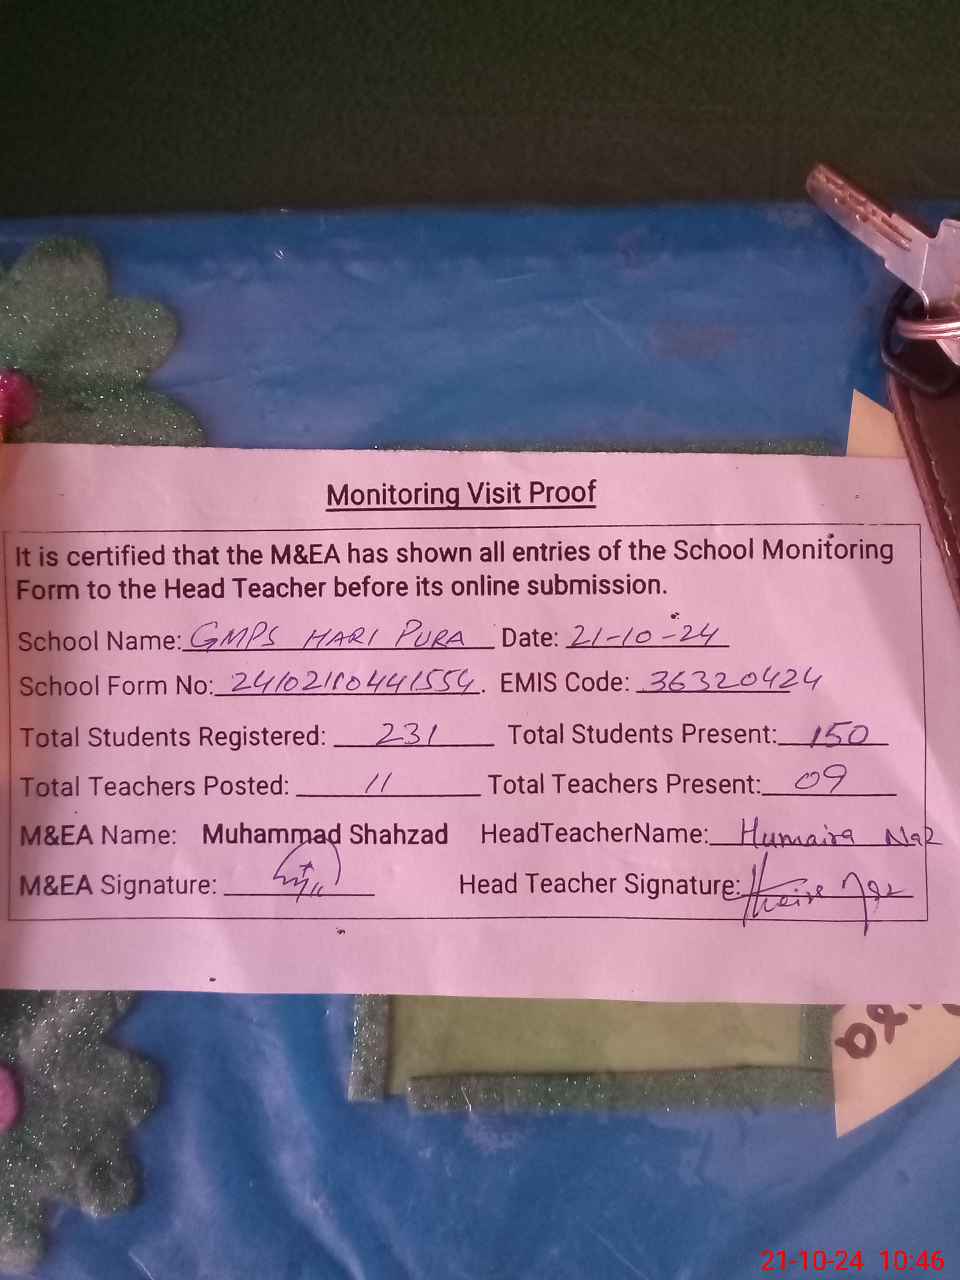 Monitoring Visit Proof
It is certified that the M&EA has shown all entries of the School Monitoring
Form to the Head Teacher before its online submission.
School Name: GMPS HARI PURA Date: 21-10-24
School Form No: 24102110441554. EMIS Code: 36320424
Total Students Registered: 231 Total Students Present: 150
Total Teachers Posted: 11 Total Teachers Present: 09
M&EA Name: Muhammad Shahzad HeadTeacherName: Humaira Naz
M&EA Signature: Head Teacher Signature:
21-10-24 10:46